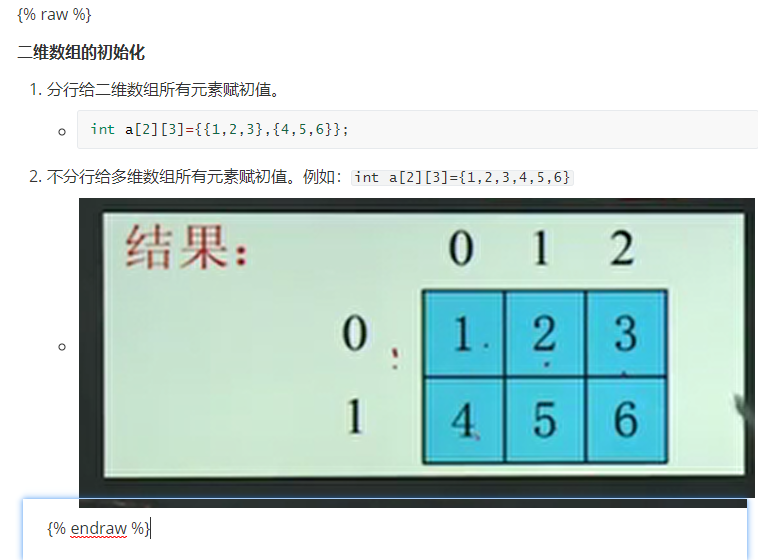 {% raw %}
二维数组的初始化
1. 分行给二维数组所有元素赋初值。
int a[2][3]={{1,2,3},{4,5,6}};
2. 不分行给多维数组所有元素赋初值。例如：int a[2][3]={1,2,3,4,5,6}
结果： 0 1 2
0 1 2 3
1 4 5 6
{% endraw %}